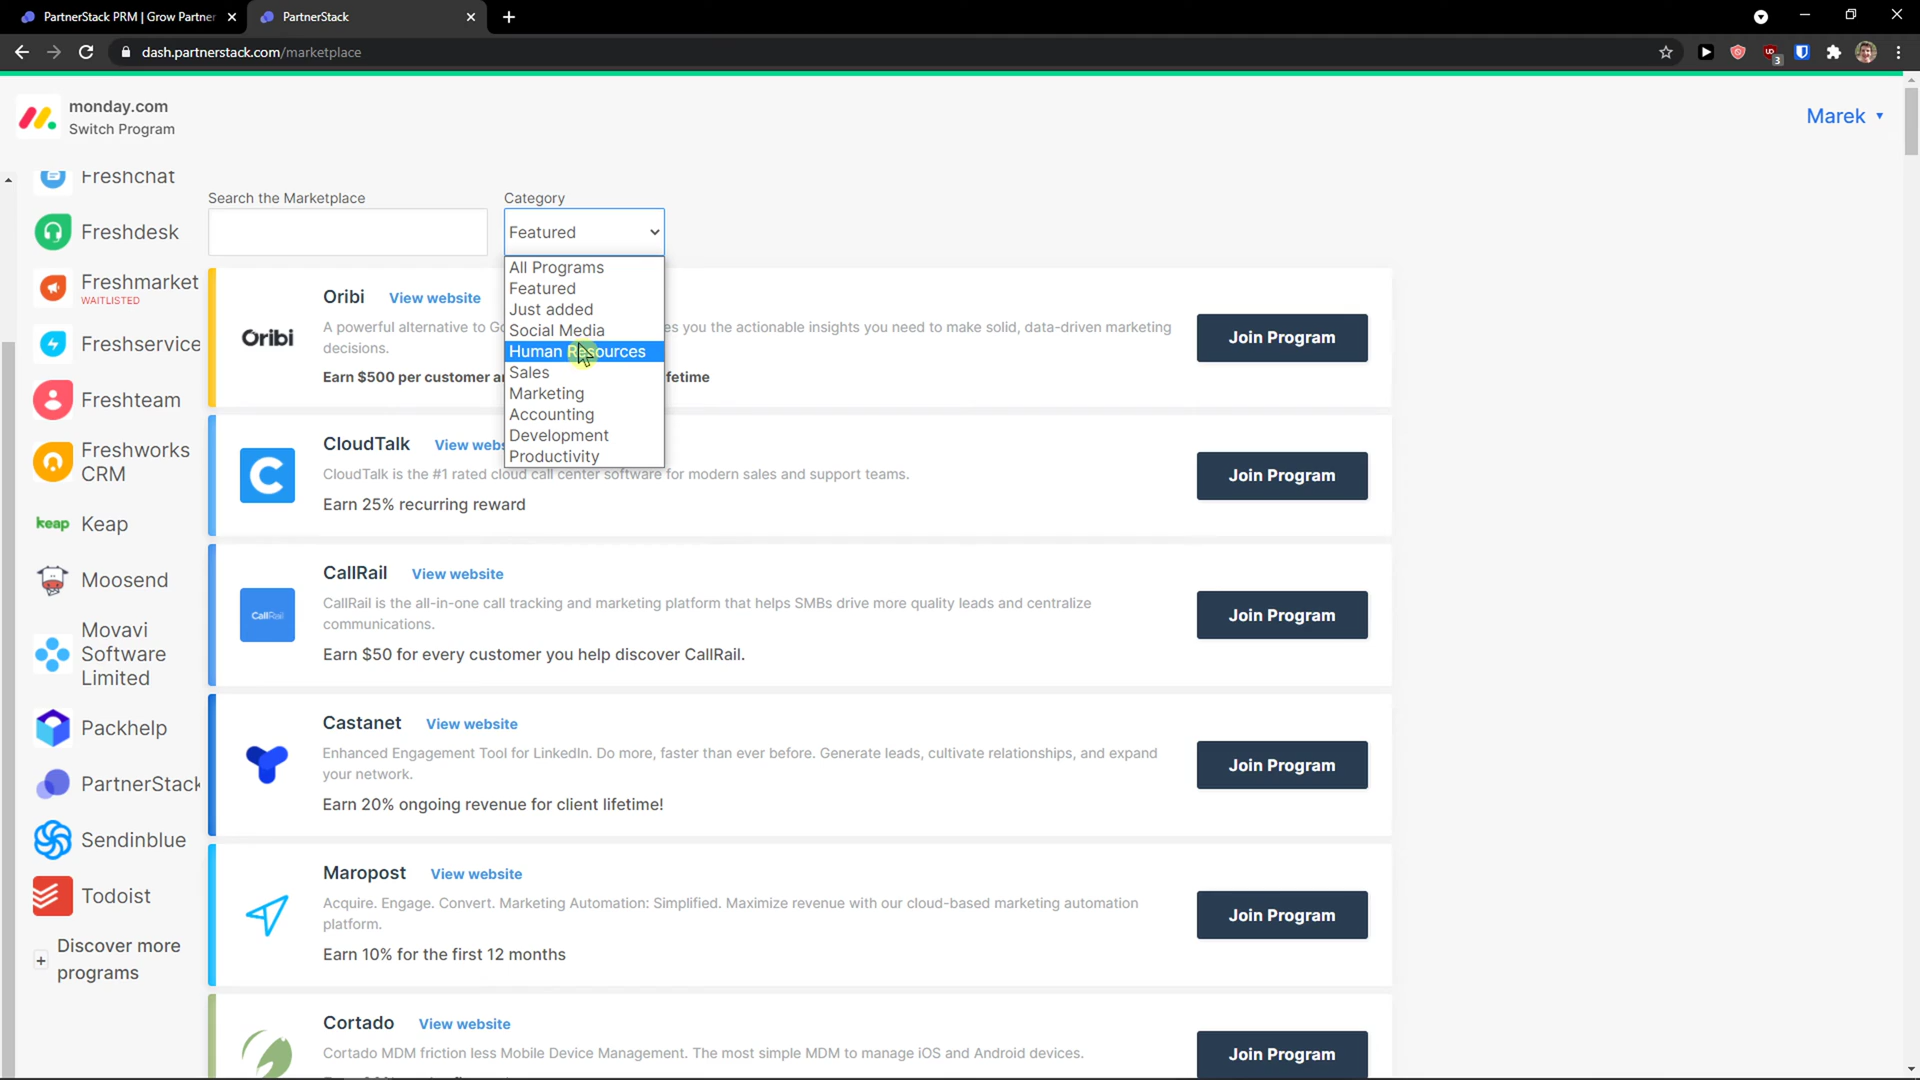 PartnerStack PRM | Grow Partner
PartnerStack
dash.partnerstack.com/marketplace
3
monday.com
Switch Program
Marek
Freshchat
Freshdesk
Freshmarket
WAITLISTED
Freshservice
Freshteam
Freshworks
CRM
keap Keap
Moosend
Movavi
Software
Limited
Packhelp
PartnerStack
Sendinblue
Todoist
+ Discover more
programs
Search the Marketplace
Category
Featured
All Programs
Featured
Just added
Social Media
Human Resources
Sales
Marketing
Accounting
Development
Productivity
Oribi
Oribi View website
A powerful alternative to es you the actionable insights you need to make solid, data-driven marketing
decisions.
Earn $500 per customer fetime
Join Program
CloudTalk View
CloudTalk is the #1 rated cloud call center software for modern sales and support teams.
Earn 25% recurring reward
Join Program
CallRail
CallRail View website
CallRail is the all-in-one call tracking and marketing platform that helps SMBs drive more quality leads and centralize
communications.
Earn $50 for every customer you help discover CallRail.
Join Program
Castanet View website
Enhanced Engagement Tool for LinkedIn. Do more, faster than ever before. Generate leads, cultivate relationships, and expand
your network.
Earn 20% ongoing revenue for client lifetime!
Join Program
Maropost View website
Acquire. Engage. Convert. Marketing Automation: Simplified. Maximize revenue with our cloud-based marketing automation
platform.
Earn 10% for the first 12 months
Join Program
Cortado View website
Cortado MDM friction less Mobile Device Management. The most simple MDM to manage iOS and Android devices.
Join Program